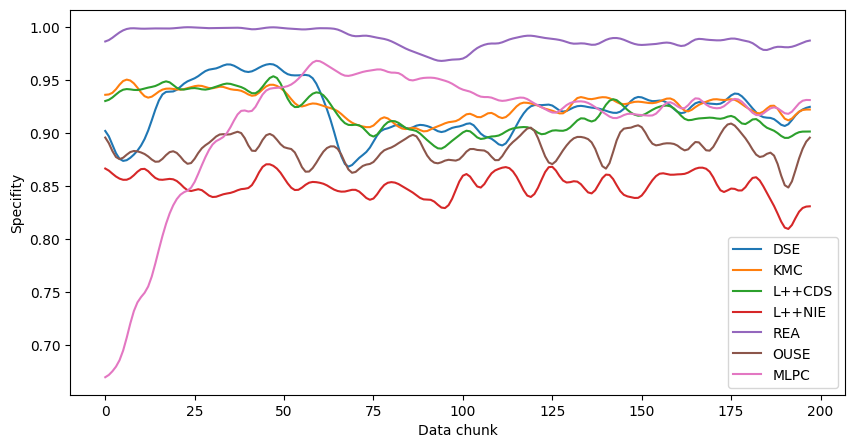 1.00
0.95
0.90
0.85
0.80
0.75
0.70
Specifity
0 25 50 75 100 125 150 175 200
Data chunk
DSE
KMC
L++CDS
L++NIE
REA
OUSE
MLPC